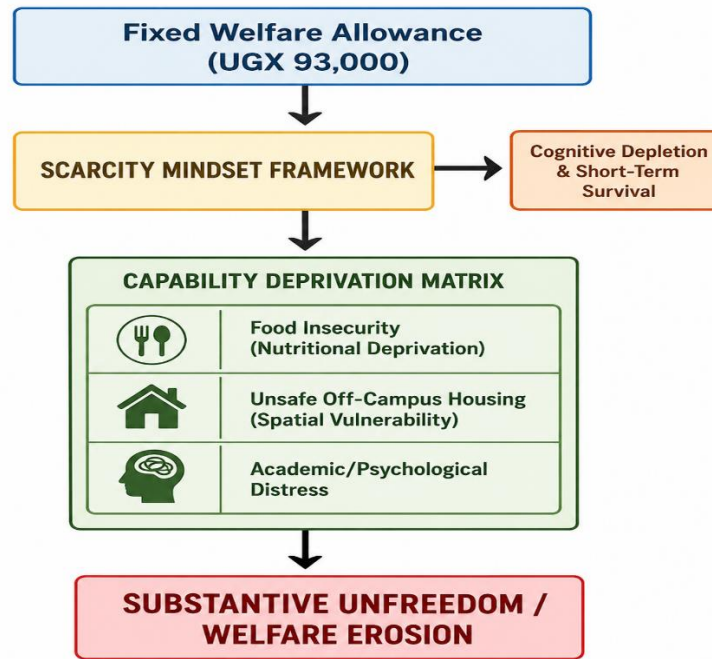 Fixed Welfare Allowance
(UGX 93,000)
SCARCITY MINDSET FRAMEWORK
Cognitive Depletion
& Short-Term
Survival
CAPABILITY DEPRIVATION MATRIX
Food Insecurity
(Nutritional Deprivation)
Unsafe Off-Campus Housing
(Spatial Vulnerability)
Academic/Psychological
Distress
SUBSTANTIVE UNFREEDOM /
WELFARE EROSION